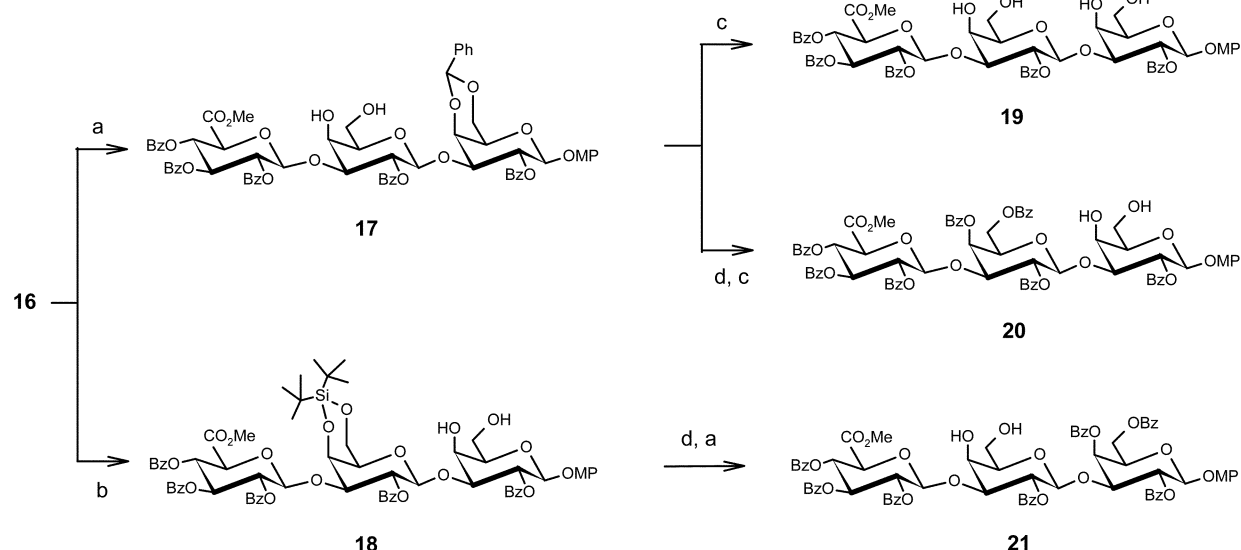 16
a
Ph
O
O
CO₂Me HO OH
BzO O O O
BzO BzO O BzO O BzO OMP
17
b
Si
O O
CO₂Me HO OH
BzO O O O
BzO BzO O BzO O BzO OMP
18
c
CO₂Me HO OH HO OH
BzO O O O
BzO BzO O BzO O BzO OMP
19
d, c
CO₂Me BzO OBz HO OH
BzO O O O
BzO BzO O BzO O BzO OMP
20
d, a
CO₂Me HO OH BzO OBz
BzO O O O
BzO BzO O BzO O BzO OMP
21